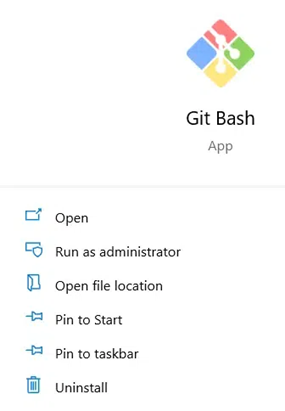 Git Bash
App
Open
Run as administrator
Open file location
Pin to Start
Pin to taskbar
Uninstall